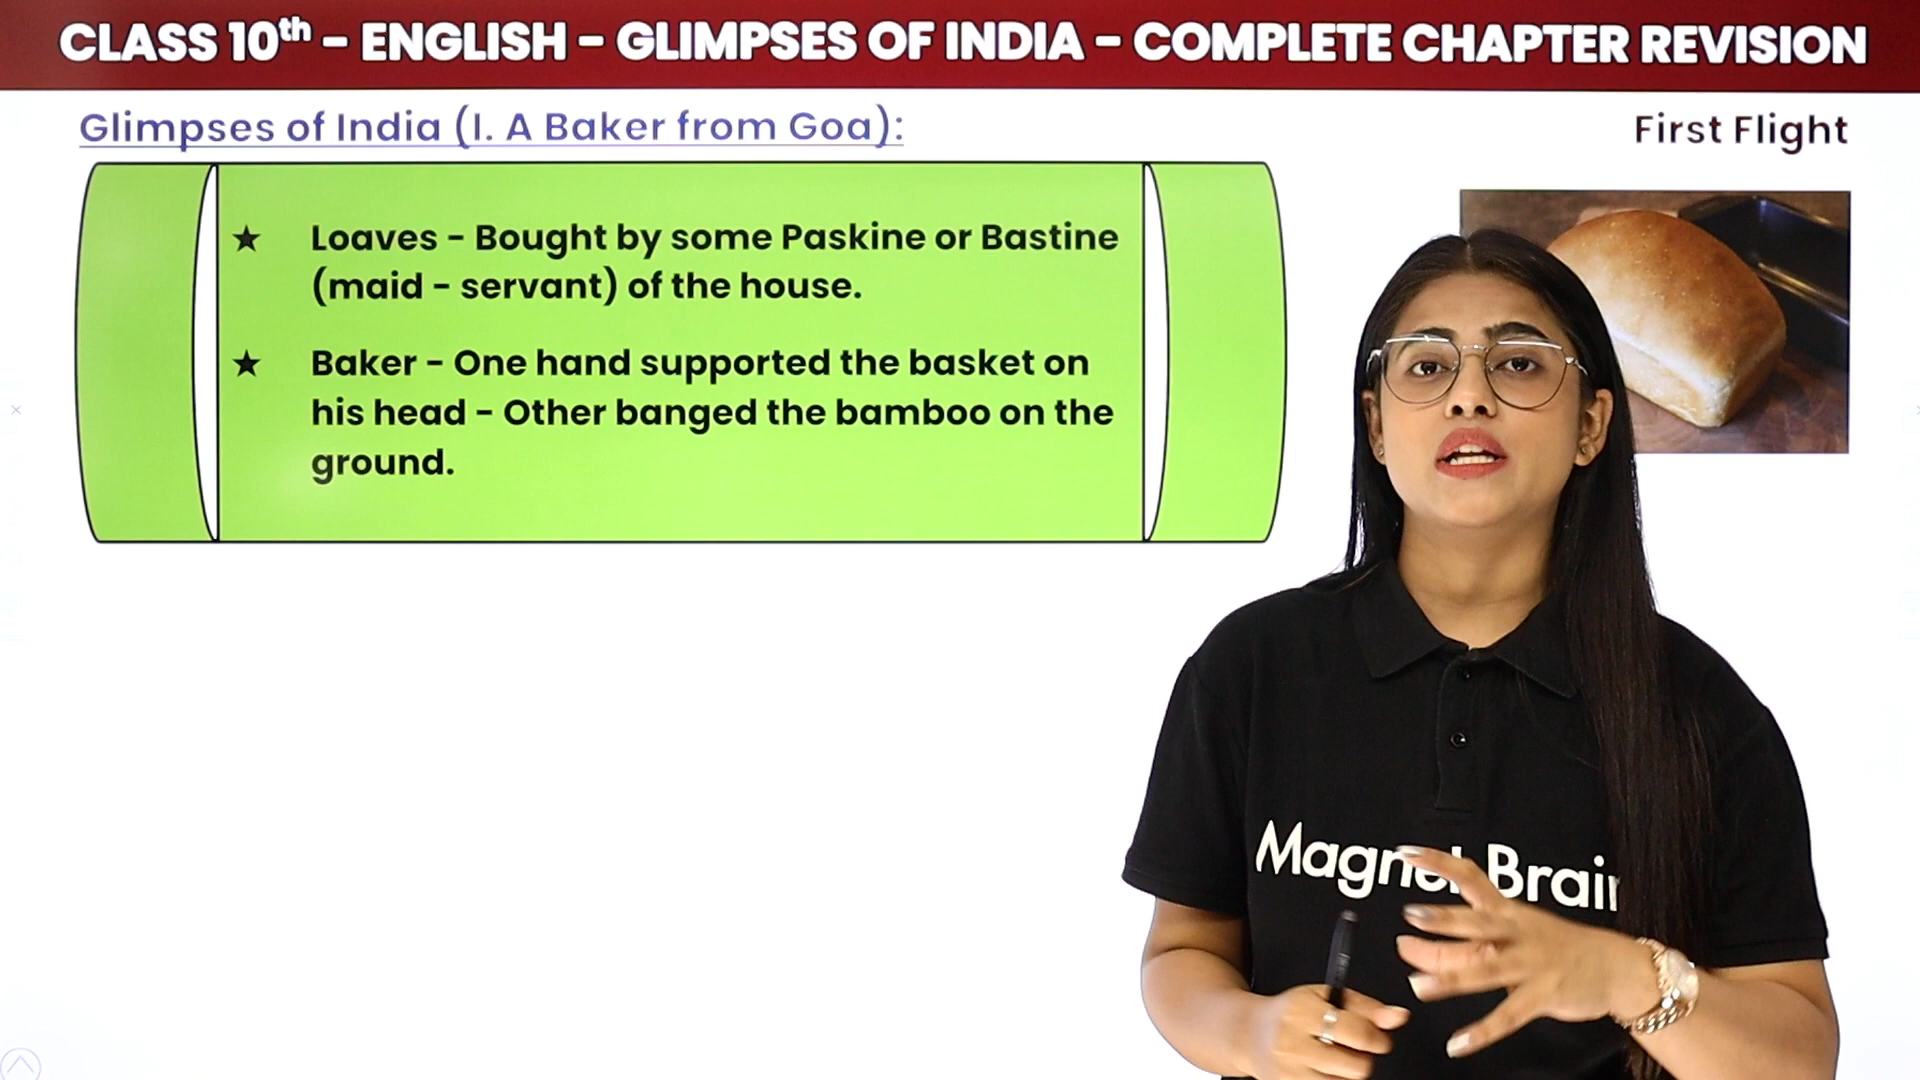 CLASS 10th - ENGLISH - GLIMPSES OF INDIA - COMPLETE CHAPTER REVISION
Glimpses of India (I. A Baker from Goa):
First Flight
★ Loaves - Bought by some Paskine or Bastine
(maid - servant) of the house.
★ Baker - One hand supported the basket on
his head - Other banged the bamboo on the
ground.
Magnet Brain